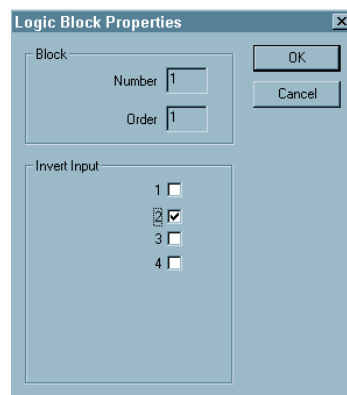 Logic Block Properties
Block
Number 1
Order 1
OK
Cancel
Invert Input
1
2
3
4